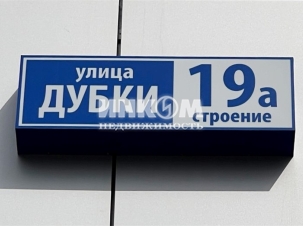 улица
ДУБКИ
19а
строение
ИНКОМ
НЕДВИЖИМОСТЬ